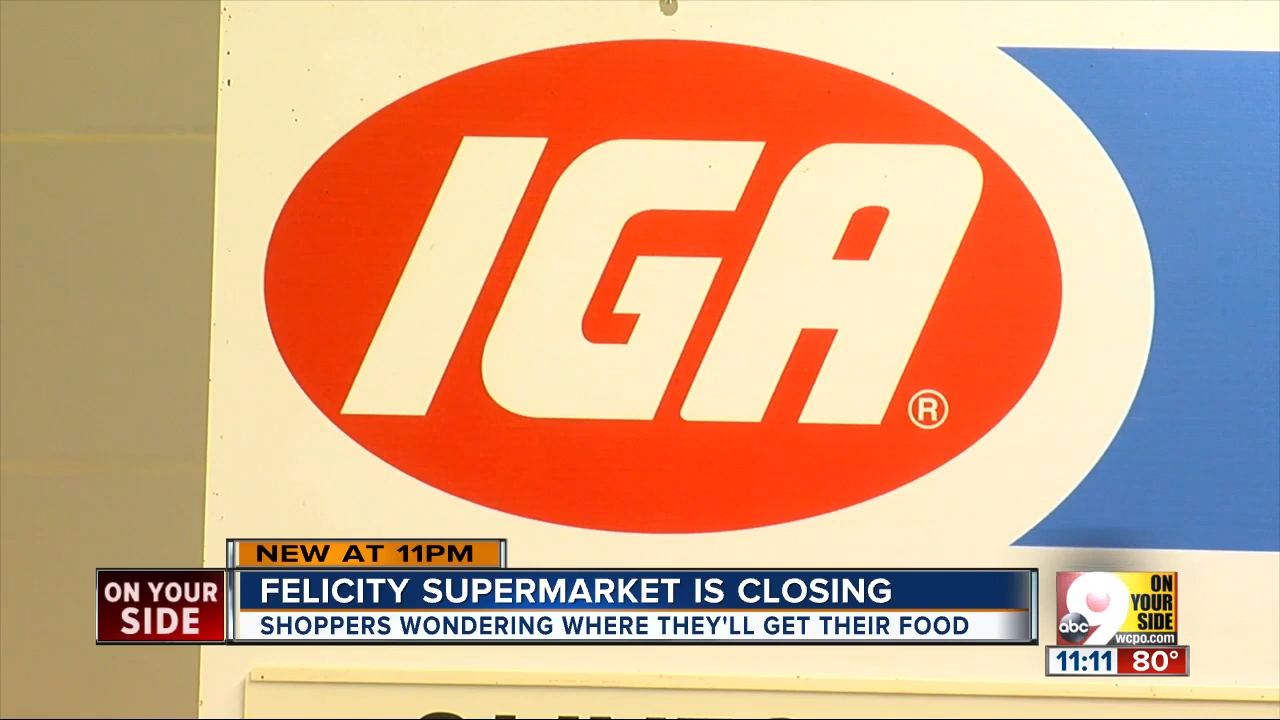 IGA®
NEW AT 11PM
ON YOUR
SIDE
FELICITY SUPERMARKET IS CLOSING
SHOPPERS WONDERING WHERE THEY'LL GET THEIR FOOD
abc
9
ON
YOUR
SIDE
wcpo.com
11:11 80°